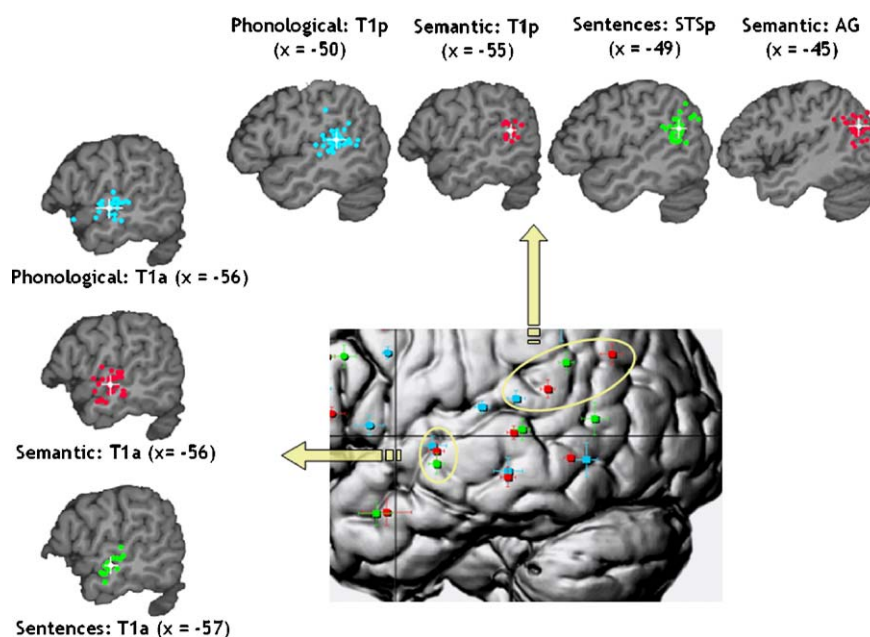 Phonological: T1p
(x = -50)
Semantic: T1p
(x = -55)
Sentences: STSp
(x = -49)
Semantic: AG
(x = -45)
Phonological: T1a (x = -56)
Semantic: T1a (x= -56)
Sentences: T1a (x = -57)